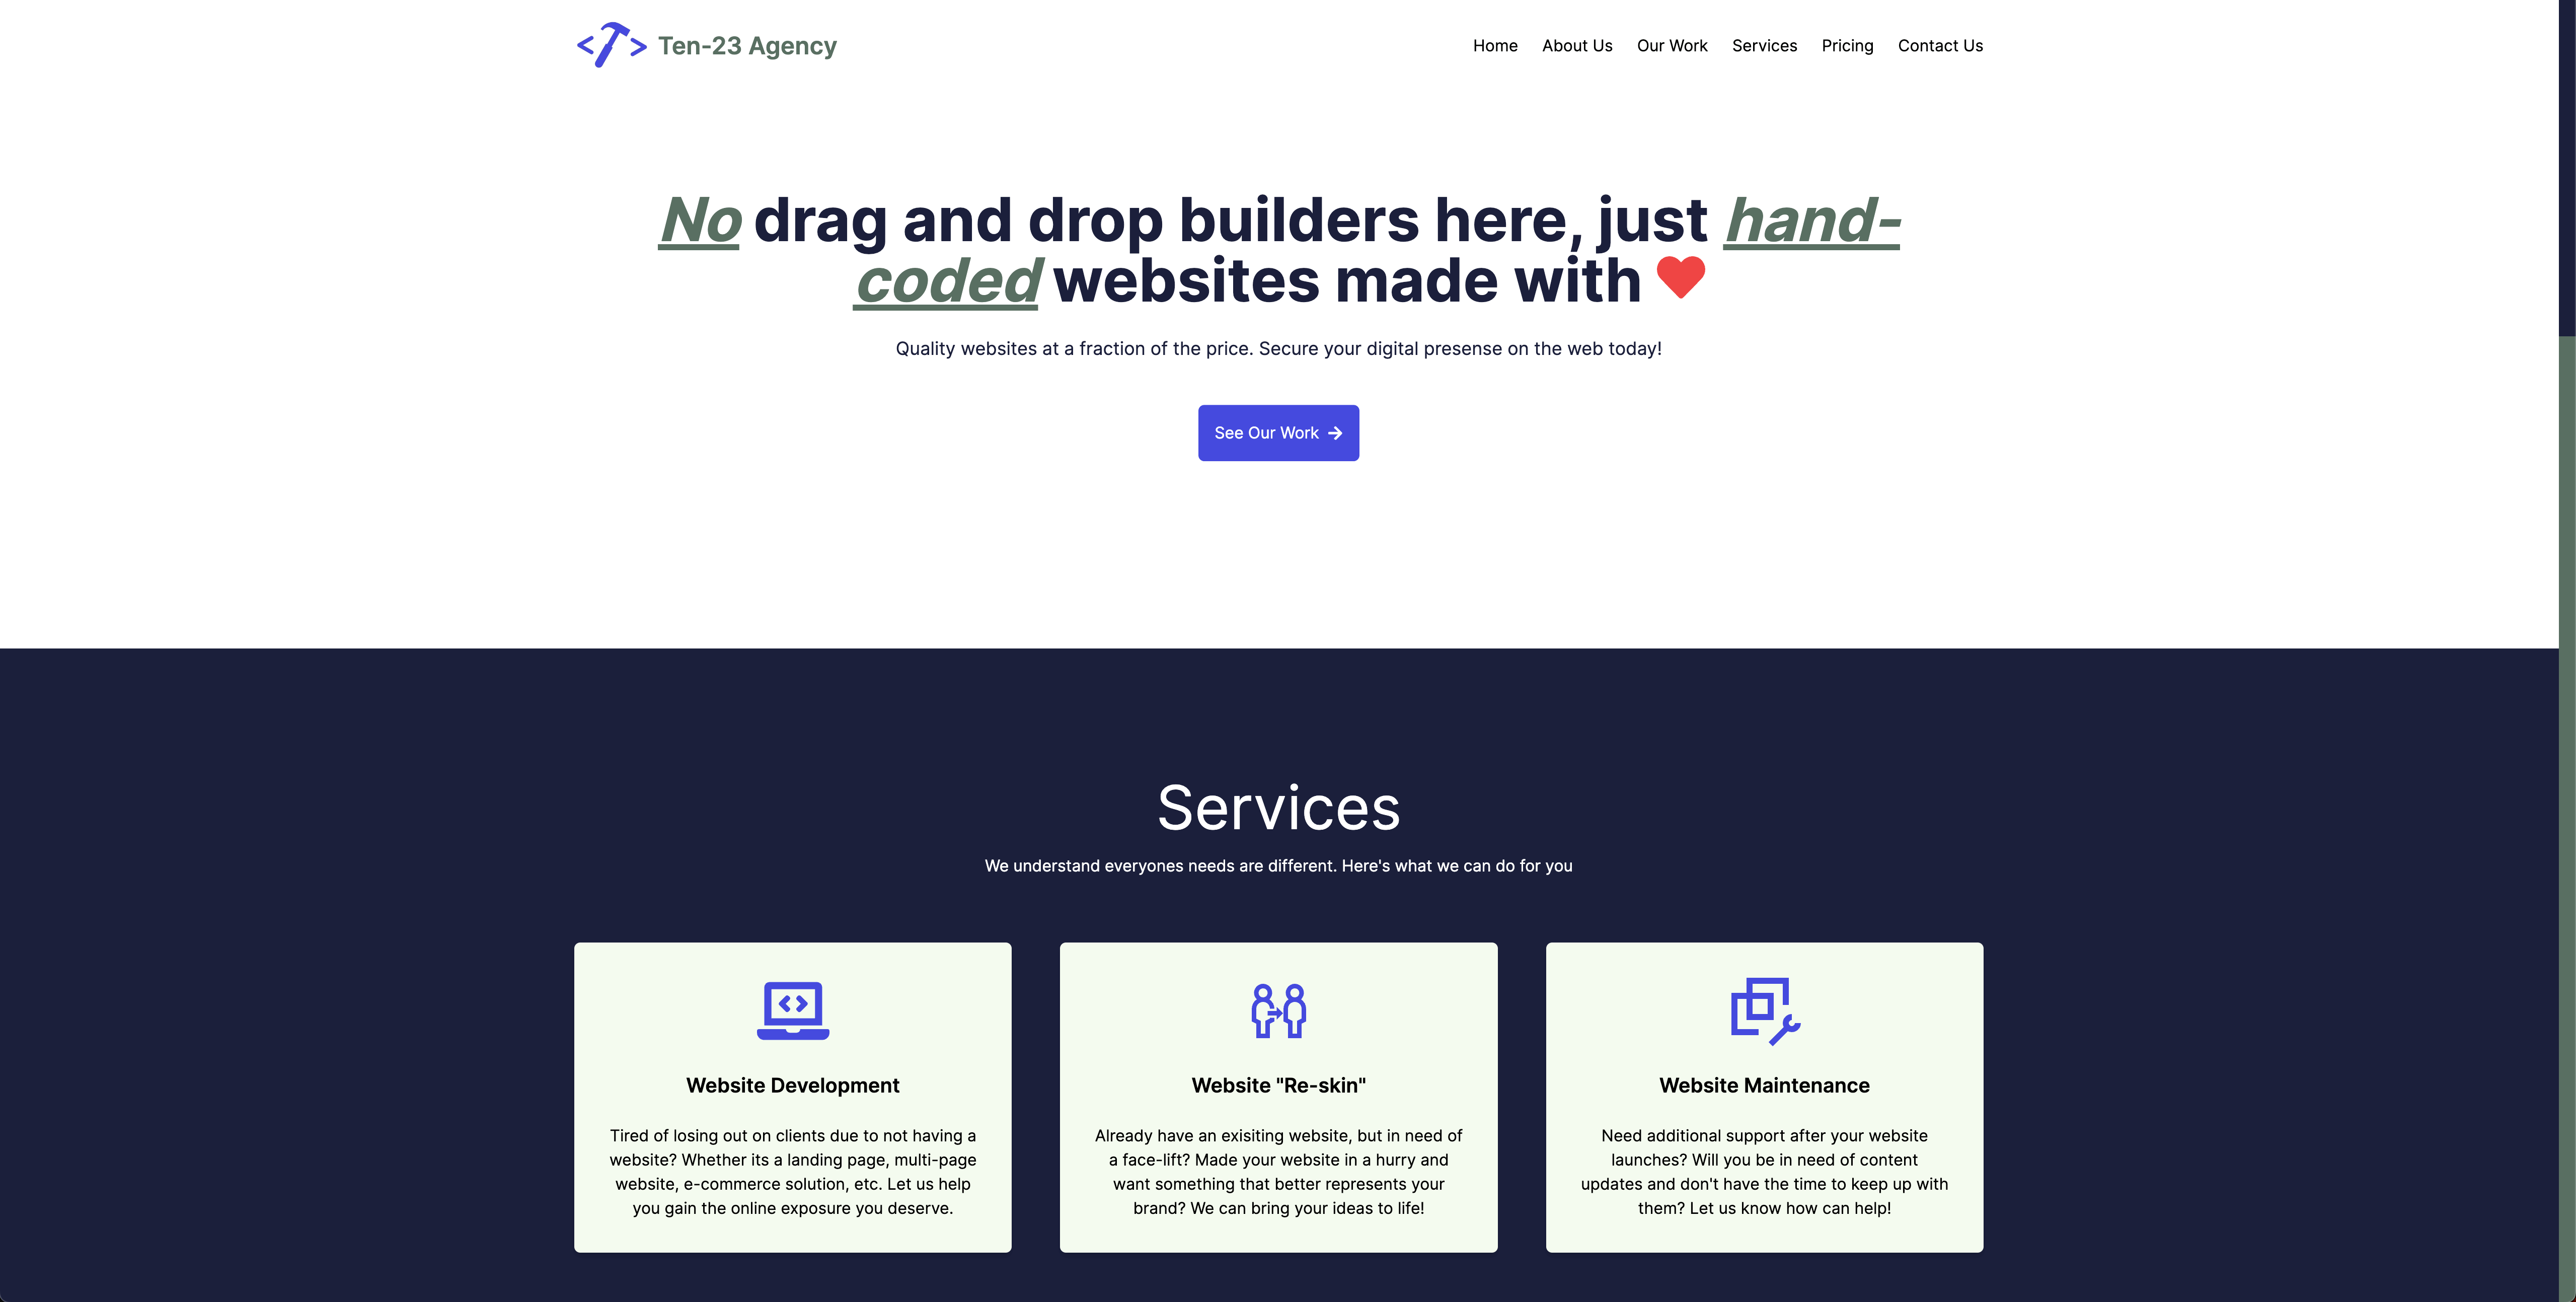 Ten-23 Agency
Home About Us Our Work Services Pricing Contact Us
No drag and drop builders here, just hand-
coded websites made with
Quality websites at a fraction of the price. Secure your digital presense on the web today!
See Our Work
Services
We understand everyones needs are different. Here's what we can do for you
Website Development
Tired of losing out on clients due to not having a
website? Whether its a landing page, multi-page
website, e-commerce solution, etc. Let us help
you gain the online exposure you deserve.
Website "Re-skin"
Already have an exisiting website, but in need of
a face-lift? Made your website in a hurry and
want something that better represents your
brand? We can bring your ideas to life!
Website Maintenance
Need additional support after your website
launches? Will you be in need of content
updates and don't have the time to keep up with
them? Let us know how can help!